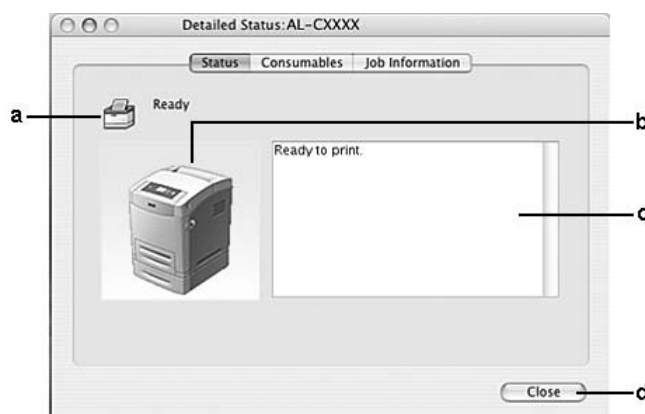 Detailed Status:AL-CXXXX
Status Consumables Job Information
a
Ready
b
Ready to print.
c
Close
d